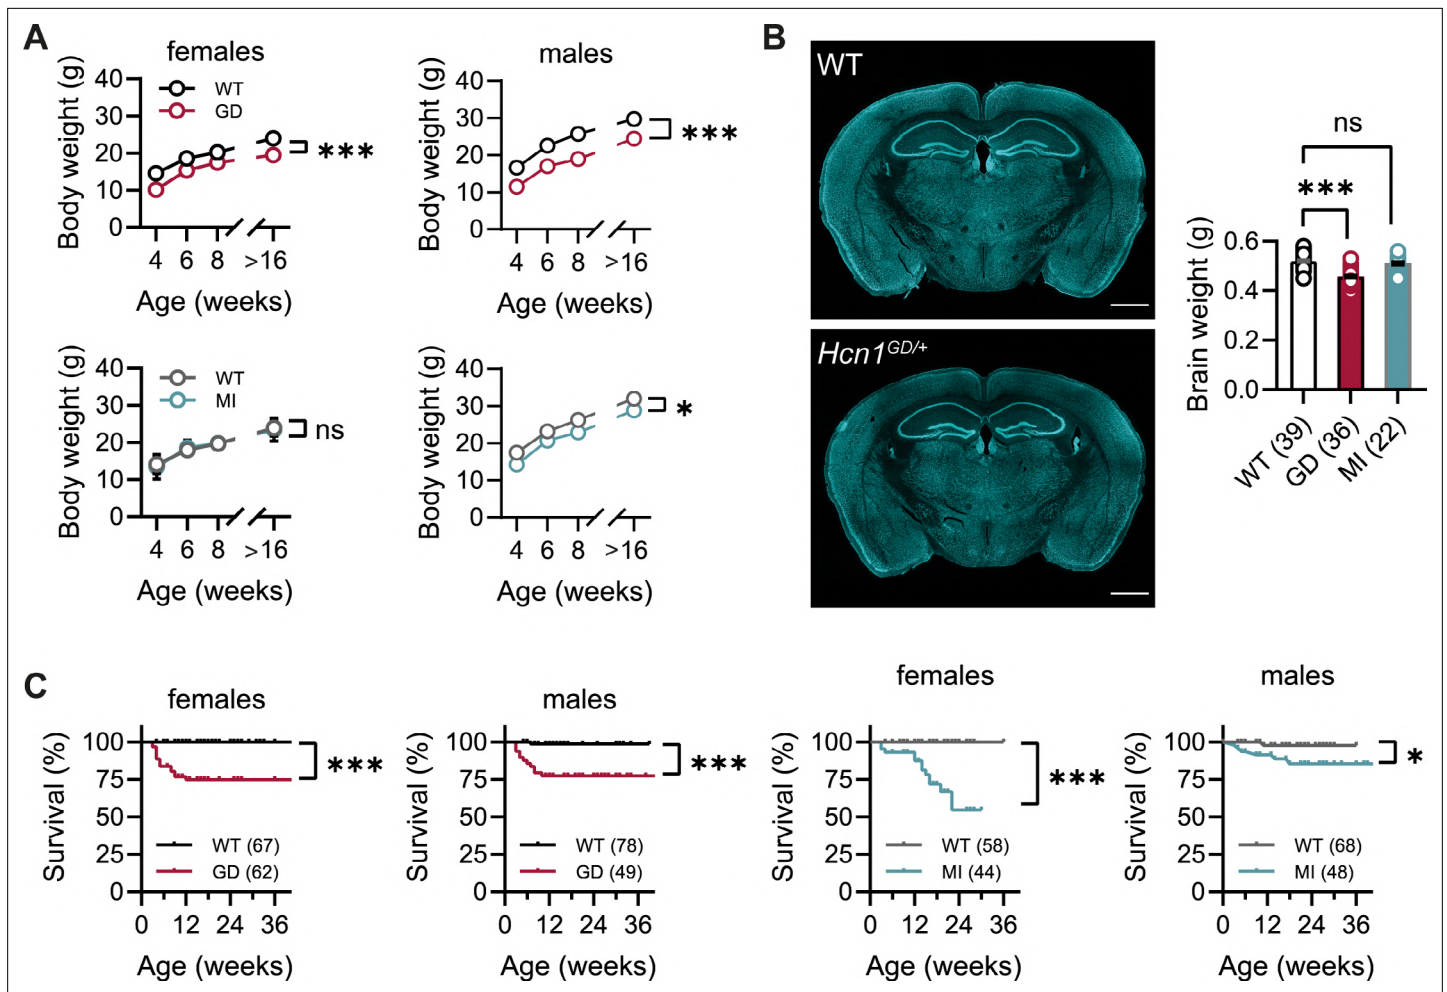 A
females
Body weight (g)
40
30
20
10
0
WT
GD
***
4 6 8 >16
Age (weeks)
males
Body weight (g)
40
30
20
10
0
***
4 6 8 >16
Age (weeks)
Body weight (g)
40
30
20
10
0
WT
MI
ns
4 6 8 >16
Age (weeks)
Body weight (g)
40
30
20
10
0
*
4 6 8 >16
Age (weeks)
B
WT
Hcn1GD/+
ns
***
Brain weight (g)
0.6
0.4
0.2
0.0
WT (39)
GD (36)
MI (22)
C
females
Survival (%)
100
75
50
25
0
***
WT (67)
GD (62)
0 12 24 36
Age (weeks)
males
Survival (%)
100
75
50
25
0
***
WT (78)
GD (49)
0 12 24 36
Age (weeks)
females
Survival (%)
100
75
50
25
0
***
WT (58)
MI (44)
0 12 24 36
Age (weeks)
males
Survival (%)
100
75
50
25
0
*
WT (68)
MI (48)
0 12 24 36
Age (weeks)